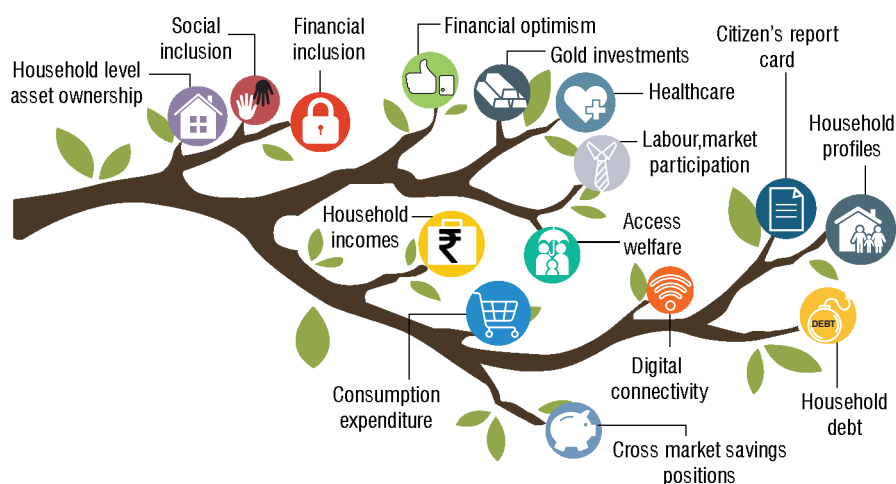 Household level
asset ownership
Social
inclusion
Financial
inclusion
Financial optimism
Gold investments
Healthcare
Labour,market
participation
Citizen's report
card
Household
profiles
Household
incomes
₹
Access
welfare
Consumption
expenditure
Digital
connectivity
DEBT
Household
debt
Cross market savings
positions